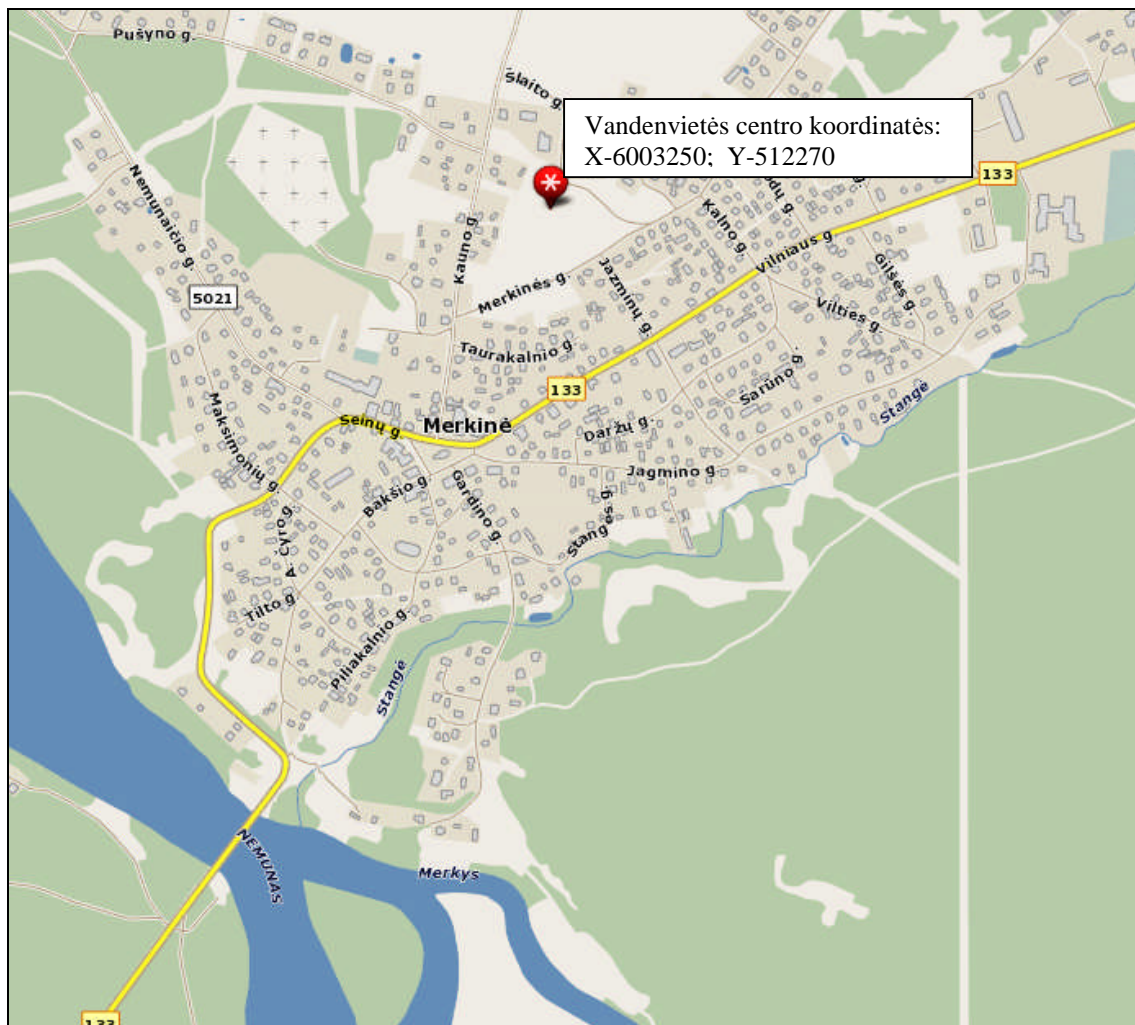 Pušyno g.
Šlaito g.
Vandenvietės centro koordinatės:
X-6003250; Y-512270
133
Nemunaičio g.
Kauno g.
Kalno g.
odų g.
g.
Vilniaus g.
Gilšės g.
5021
Merkinės g.
Jazminų g.
Vilties g.
Taurakalnio g.
133
Šarūno g.
Stangė
Maksimonių g.
Seinų g.
Merkinė
Daržų g.
Jagmino g.
Bakšio g.
Gardino g.
Stangės g.
A. Čyro g.
Tilto g.
Piliakalnio g.
Stangė
NEMUNAS
Merkys
133